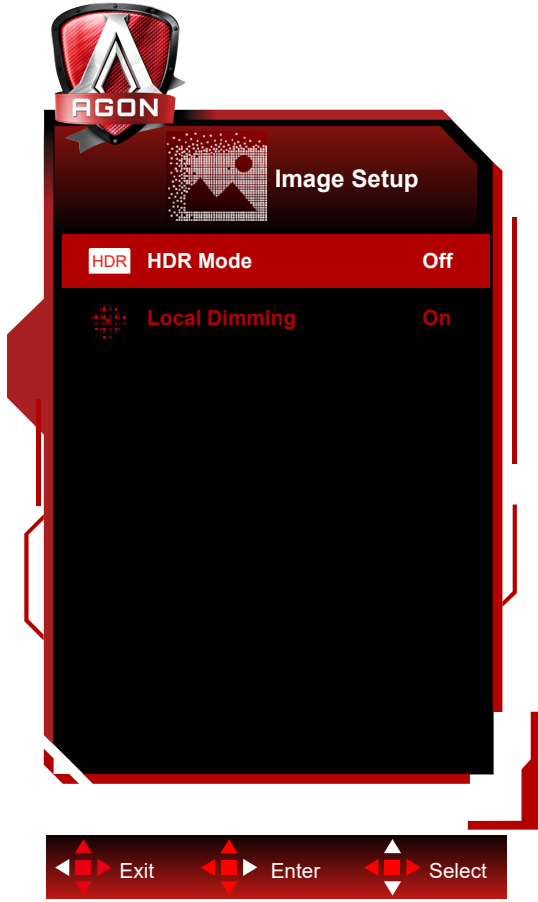 AGON
Image Setup
HDR HDR Mode Off
Local Dimming On
Exit Enter Select